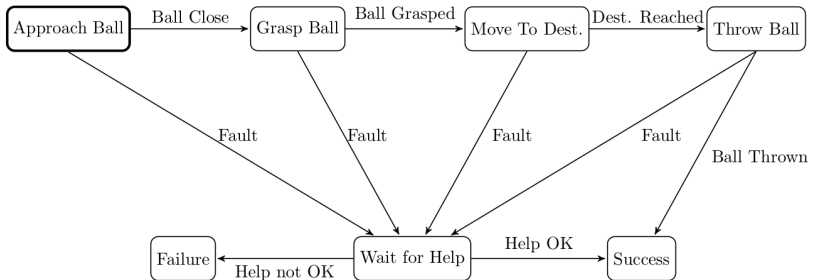 Approach Ball
Ball Close
Grasp Ball
Ball Grasped
Move To Dest.
Dest. Reached
Throw Ball
Fault
Fault
Fault
Fault
Ball Thrown
Failure
Help not OK
Wait for Help
Help OK
Success